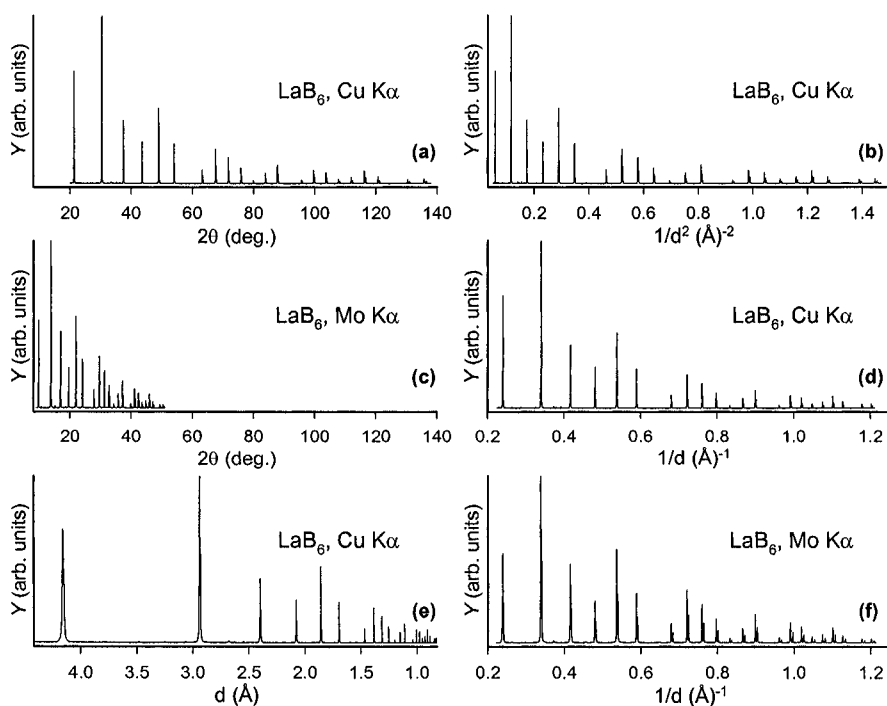 Y (arb. units)
LaB6, Cu Kα
(a)
20 40 60 80 100 120 140
2θ (deg.)
Y (arb. units)
LaB6, Cu Kα
(b)
0.2 0.4 0.6 0.8 1.0 1.2 1.4
1/d² (Å)⁻²
Y (arb. units)
LaB6, Mo Kα
(c)
20 40 60 80 100 120 140
2θ (deg.)
Y (arb. units)
LaB6, Cu Kα
(d)
0.2 0.4 0.6 0.8 1.0 1.2
1/d (Å)⁻¹
Y (arb. units)
LaB6, Cu Kα
(e)
4.0 3.5 3.0 2.5 2.0 1.5 1.0
d (Å)
Y (arb. units)
LaB6, Mo Kα
(f)
0.2 0.4 0.6 0.8 1.0 1.2
1/d (Å)⁻¹